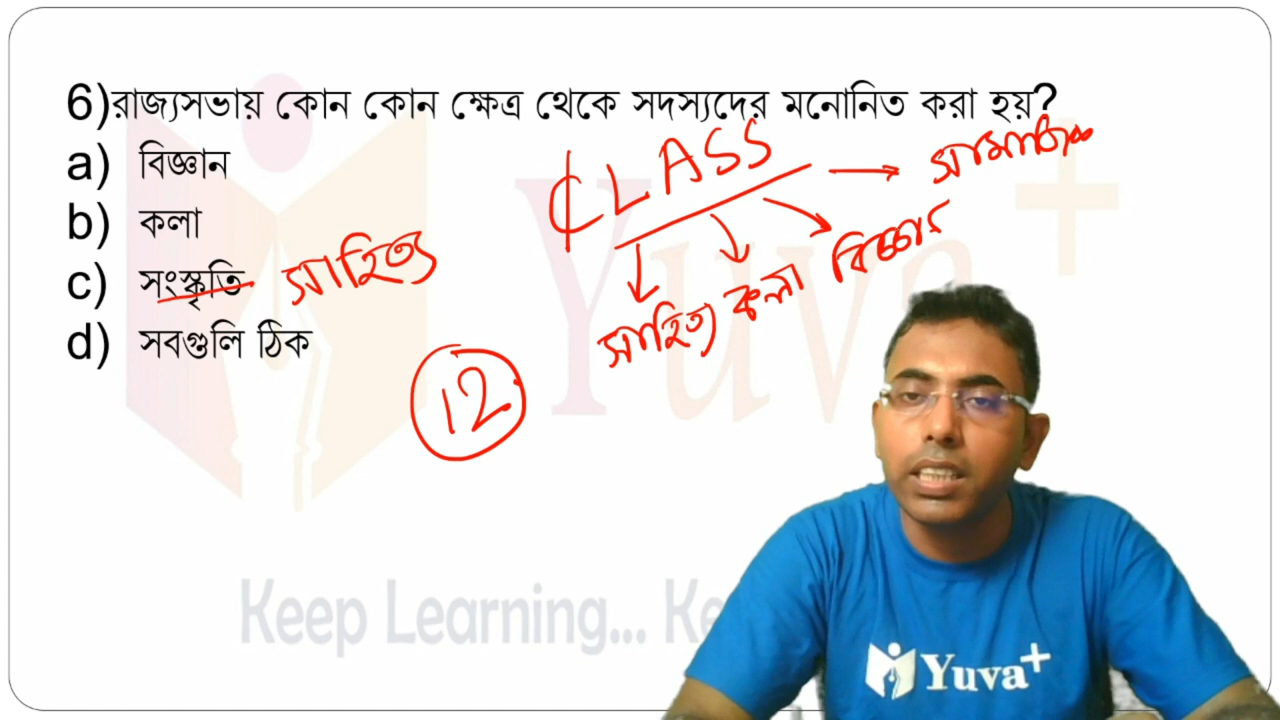 6)রাজ্যসভায় কোন কোন ক্ষেত্র থেকে সদস্যদের মনোনিত করা হয়?
a) বিজ্ঞান
b) কলা
c) সংস্কৃতি সাহিত্য
d) সবগুলি ঠিক
CLASS
সাহিত্য কলা বিজ্ঞান
12
Yuva+
Keep Learning... Ke
Yuva+